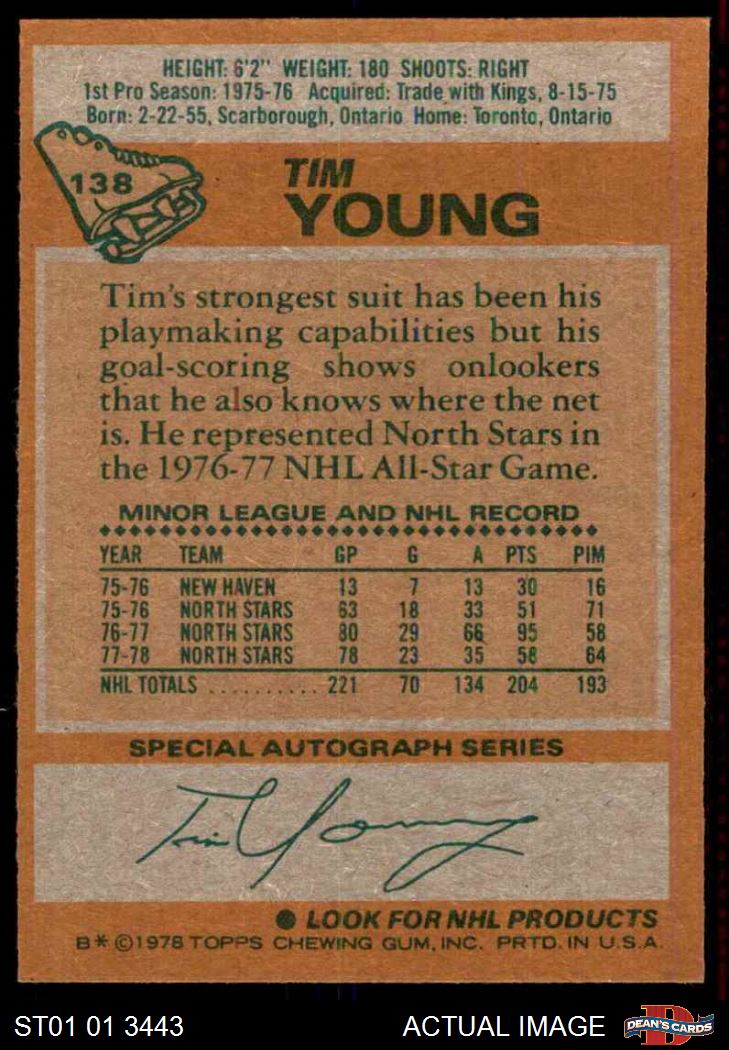 HEIGHT: 6'2" WEIGHT: 180 SHOOTS: RIGHT
1st Pro Season: 1975-76 Acquired: Trade with Kings, 8-15-75
Born: 2-22-55, Scarborough, Ontario Home: Toronto, Ontario
138
TIM
YOUNG
Tim's strongest suit has been his
playmaking capabilities but his
goal-scoring shows onlookers
that he also knows where the net
is. He represented North Stars in
the 1976-77 NHL All-Star Game.
MINOR LEAGUE AND NHL RECORD
YEAR TEAM GP G A PTS PIM
75-76 NEW HAVEN 13 7 13 30 16
75-76 NORTH STARS 63 18 33 51 71
76-77 NORTH STARS 80 29 66 95 58
77-78 NORTH STARS 78 23 35 58 64
NHL TOTALS .......... 221 70 134 204 193
SPECIAL AUTOGRAPH SERIES
Tim Young
● LOOK FOR NHL PRODUCTS
B* ©1978 TOPPS CHEWING GUM, INC. PRTD. IN U.S.A.
ST01 01 3443 ACTUAL IMAGE
D
DEAN'S CARDS